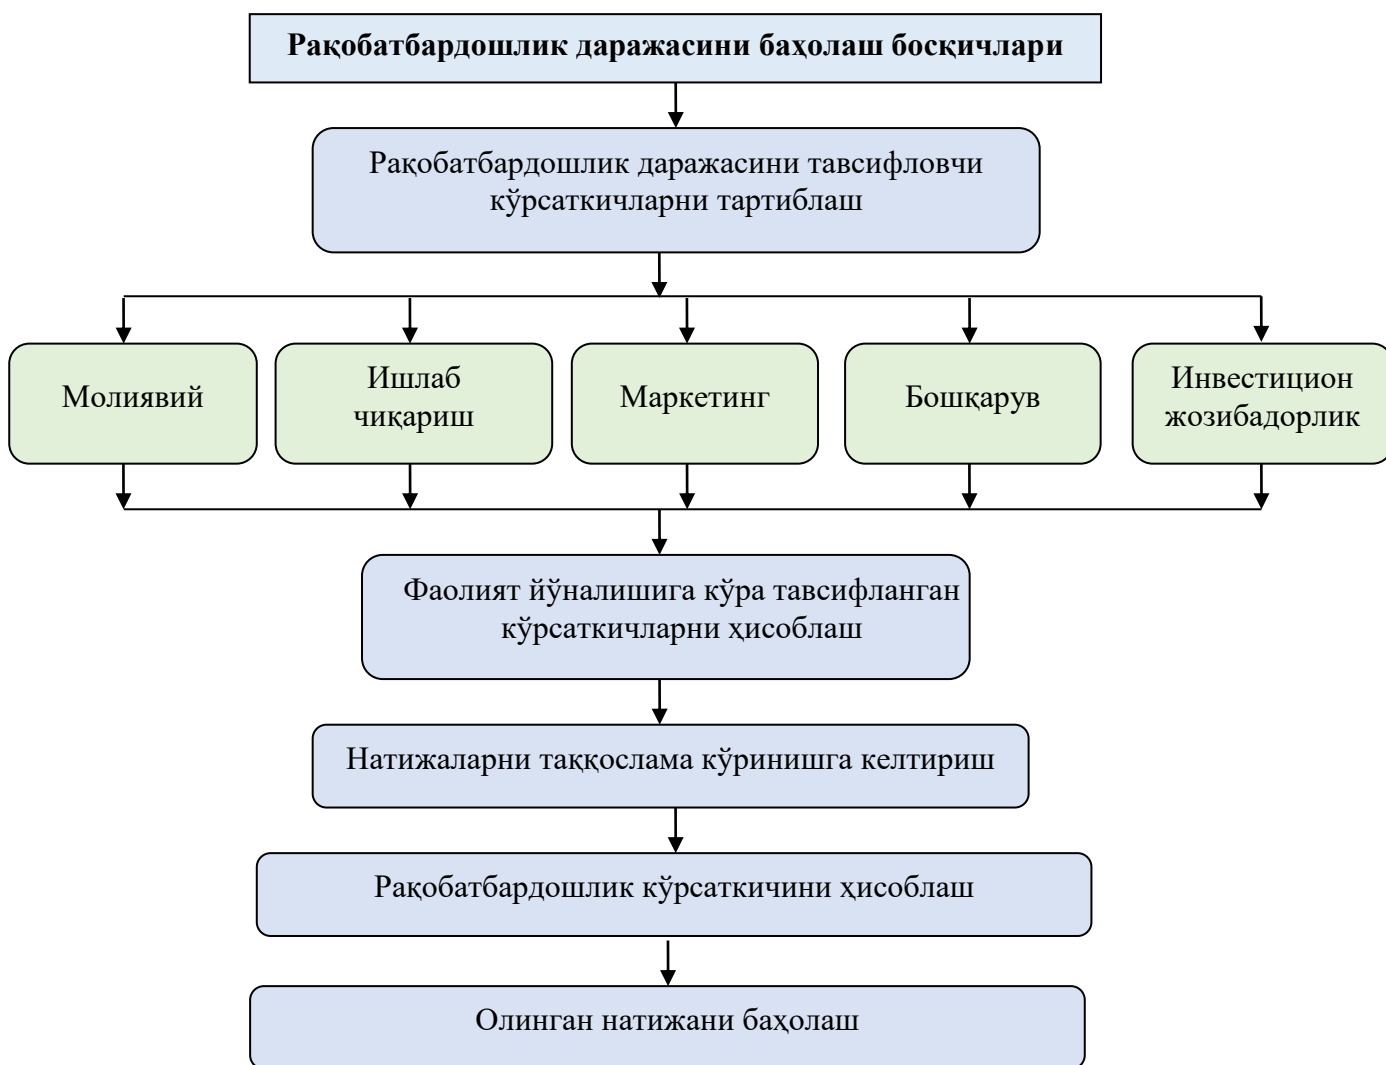 Рақобатбардошлик даражасини баҳолаш босқичлари
Рақобатбардошлик даражасини тавсифловчи
кўрсаткичларни тартиблаш
Молиявий
Ишлаб
чиқариш
Маркетинг
Бошқарув
Инвестицион
жозибадорлик
Фаолият йўналишига кўра тавсифланган
кўрсаткичларни ҳисоблаш
Натижаларни таққослама кўринишга келтириш
Рақобатбардошлик кўрсаткичини ҳисоблаш
Олинган натижани баҳолаш